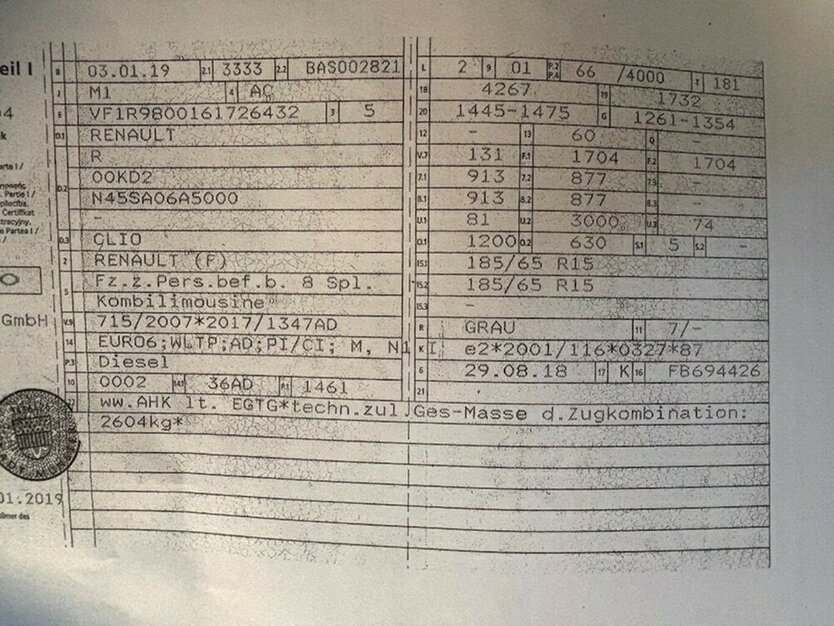 eil I
B 03.01.19 2.1 3333 2.2 BAS002821 L 2 9 01 P.2 P.4 66 /4000 T 181
J M1 4 AC 18 4267 19 1732
E VF1R9800161726432 3 5 20 1445-1475 G 1261-1354
D.1 RENAULT 12 - 13 60 Q -
R V.7 131 F.1 1704 F.2 1704
D.2 00KD2 7.1 913 7.2 877 7.3 -
N45SA06A5000 8.1 913 8.2 877 8.3 -
- U.1 81 U.2 3000 U.3 74
D.3 CLIO O.1 1200 O.2 630 S.1 5 S.2 -
2 RENAULT (F) 15.1 185/65 R15
5 Fz.z.Pers.bef.b. 8 Spl. 15.2 185/65 R15
Kombilimousine 15.3 -
GmbH
V.9 715/2007*2017/1347AD R GRAU 11 7/-
14 EURO6;WLTP;AD;PI/CI; M, N1 I K e2*2001/116*0327*87
P.3 Diesel 6 29.08.18 17 K 16 FB694426
10 0002 14.1 36AD P.1 1461 21
22 ww.AHK lt. EGTG*techn.zul.Ges-Masse d.Zugkombination:
2604kg*
01.2019